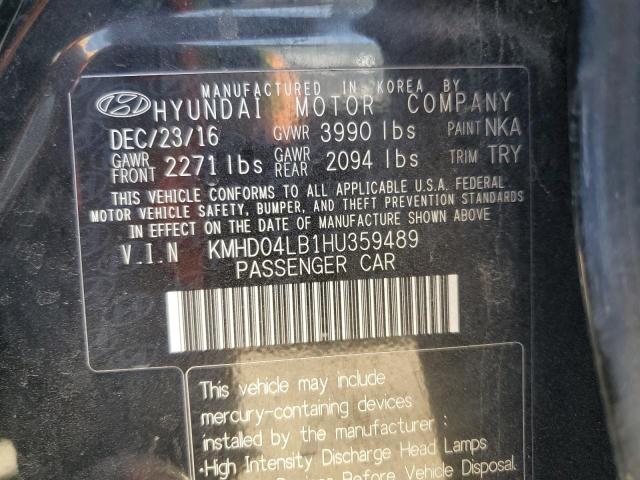 MANUFACTURED IN KOREA BY
HYUNDAI MOTOR COMPANY
DEC/23/16 GVWR 3990 lbs PAINT NKA
GAWR FRONT 2271 lbs GAWR REAR 2094 lbs TRIM TRY
THIS VEHICLE CONFORMS TO ALL APPLICABLE U.S.A. FEDERAL
MOTOR VEHICLE SAFETY, BUMPER, AND THEFT PREVENTION STANDARDS
IN EFFECT ON THE DATE OF MANUFACTURE SHOWN ABOVE.
V.I.N KMHD04LB1HU359489
PASSENGER CAR
This vehicle may include
mercury-containing devices
installed by the manufacturer :
·High Intensity Discharge Head Lamps
Before Vehicle Disposal.